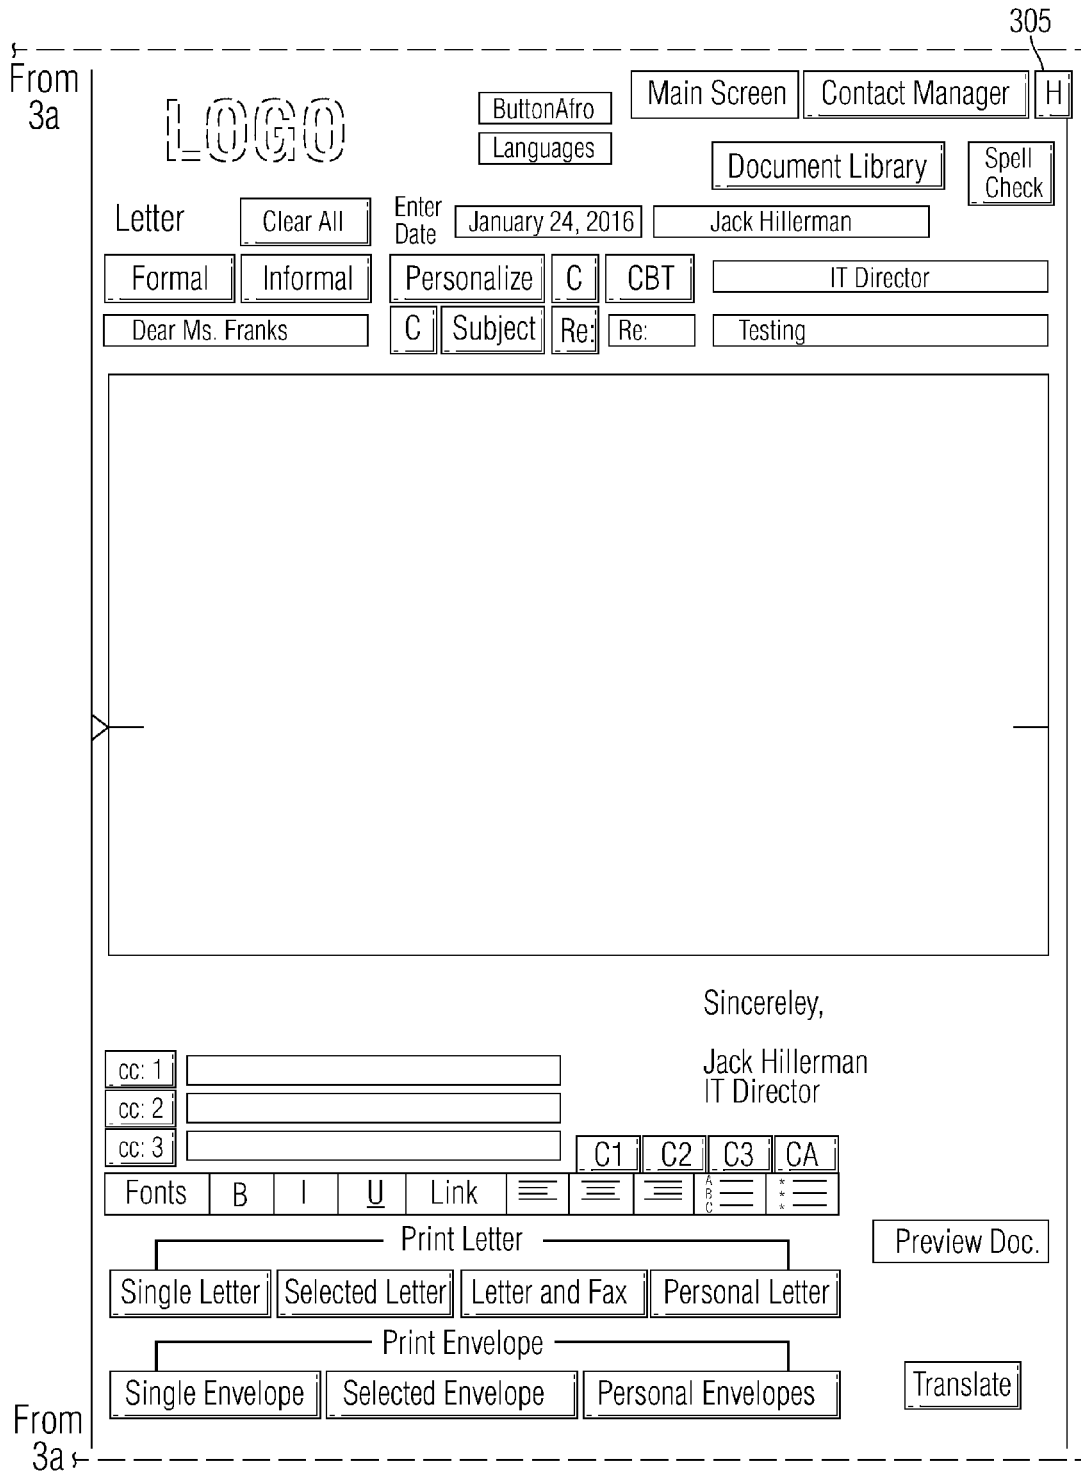 305
From
3a
LOGO
ButtonAfro
Languages
Main Screen
Contact Manager
H
Document Library
Spell
Check
Letter
Clear All
Enter
Date
January 24, 2016
Jack Hillerman
Formal
Informal
Personalize
C
CBT
IT Director
Dear Ms. Franks
C
Subject
Re:
Re:
Testing
Sincereley,
Jack Hillerman
IT Director
cc: 1
cc: 2
cc: 3
C1
C2
C3
CA
Fonts
B
I
U
Link
A
B
C
*
*
*
Print Letter
Preview Doc.
Single Letter
Selected Letter
Letter and Fax
Personal Letter
Print Envelope
Single Envelope
Selected Envelope
Personal Envelopes
Translate
From
3a